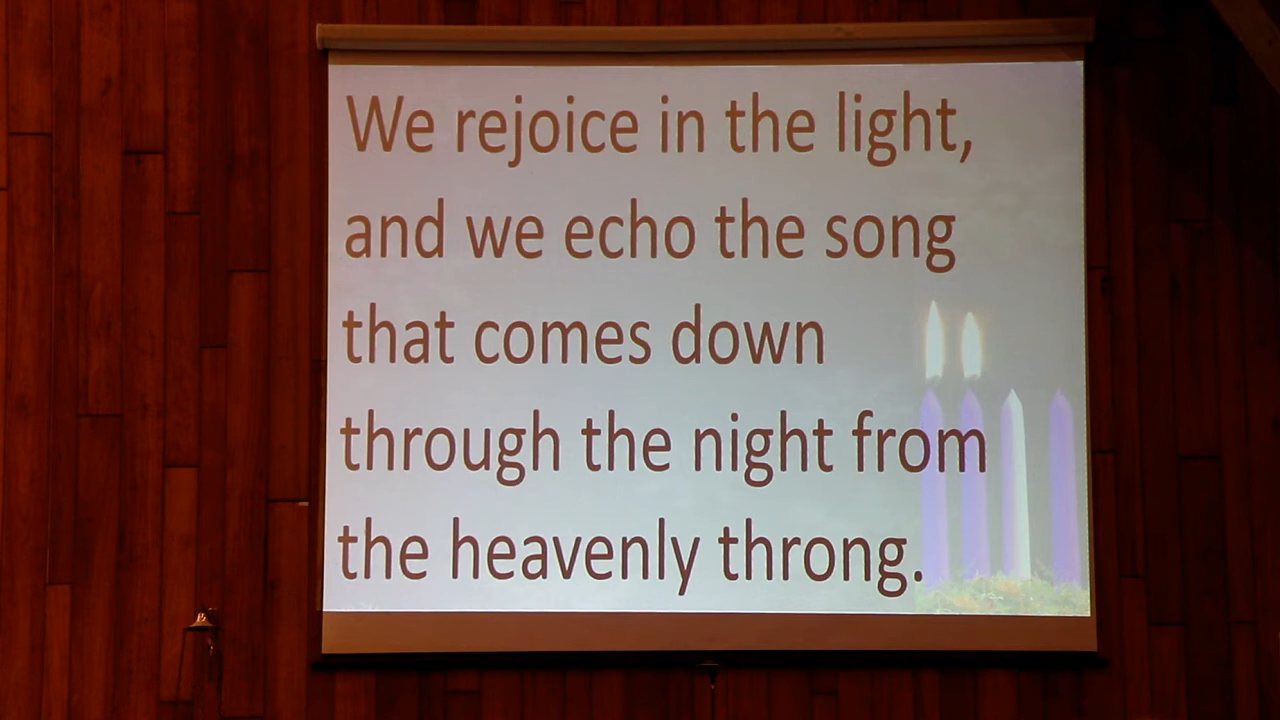 We rejoice in the light,
and we echo the song
that comes down
through the night from
the heavenly throng.